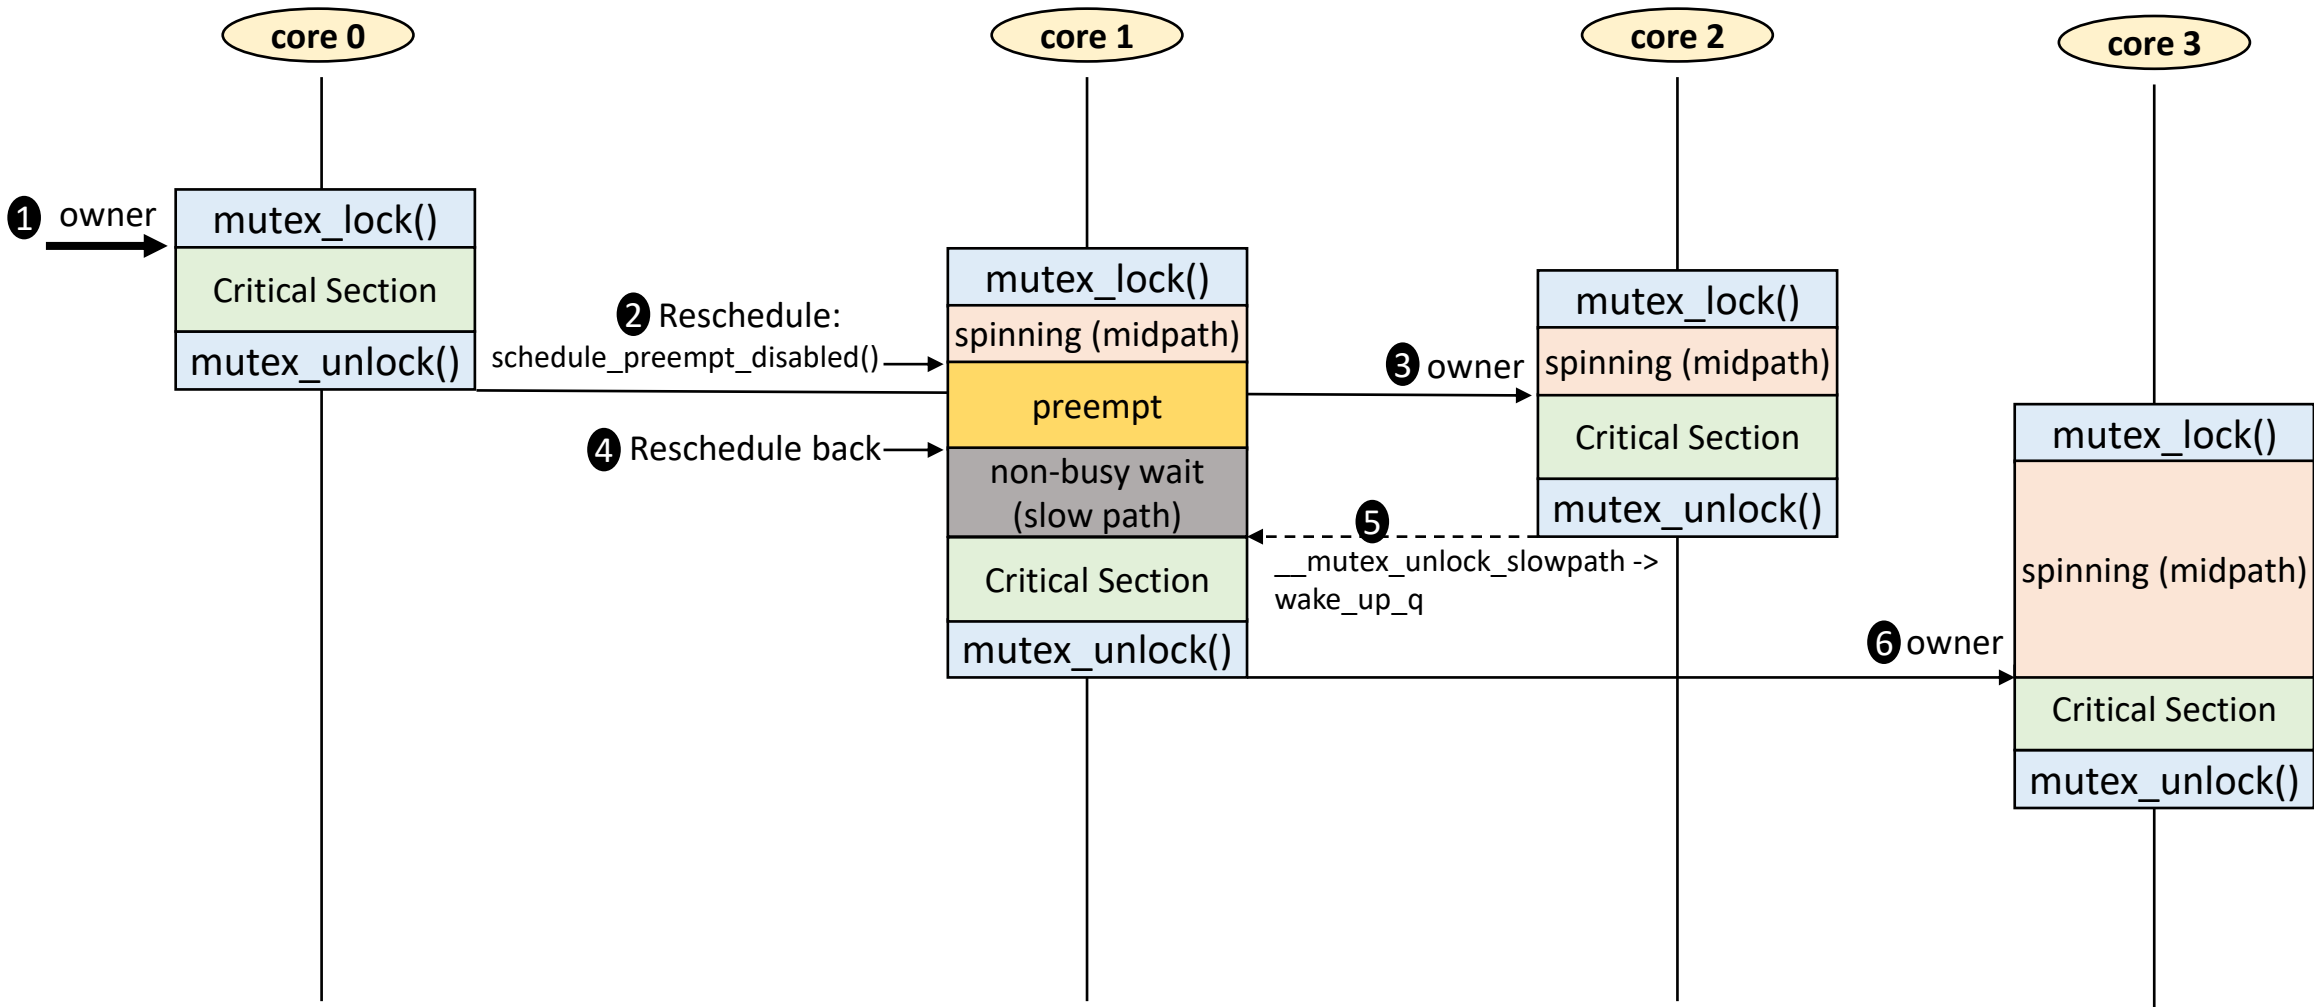 core 0
core 1
core 2
core 3
1 owner
mutex_lock()
Critical Section
mutex_unlock()
2 Reschedule:
schedule_preempt_disabled()
4 Reschedule back
mutex_lock()
spinning (midpath)
preempt
non-busy wait
(slow path)
Critical Section
mutex_unlock()
3 owner
mutex_lock()
spinning (midpath)
Critical Section
mutex_unlock()
5
__mutex_unlock_slowpath ->
wake_up_q
6 owner
mutex_lock()
spinning (midpath)
Critical Section
mutex_unlock()